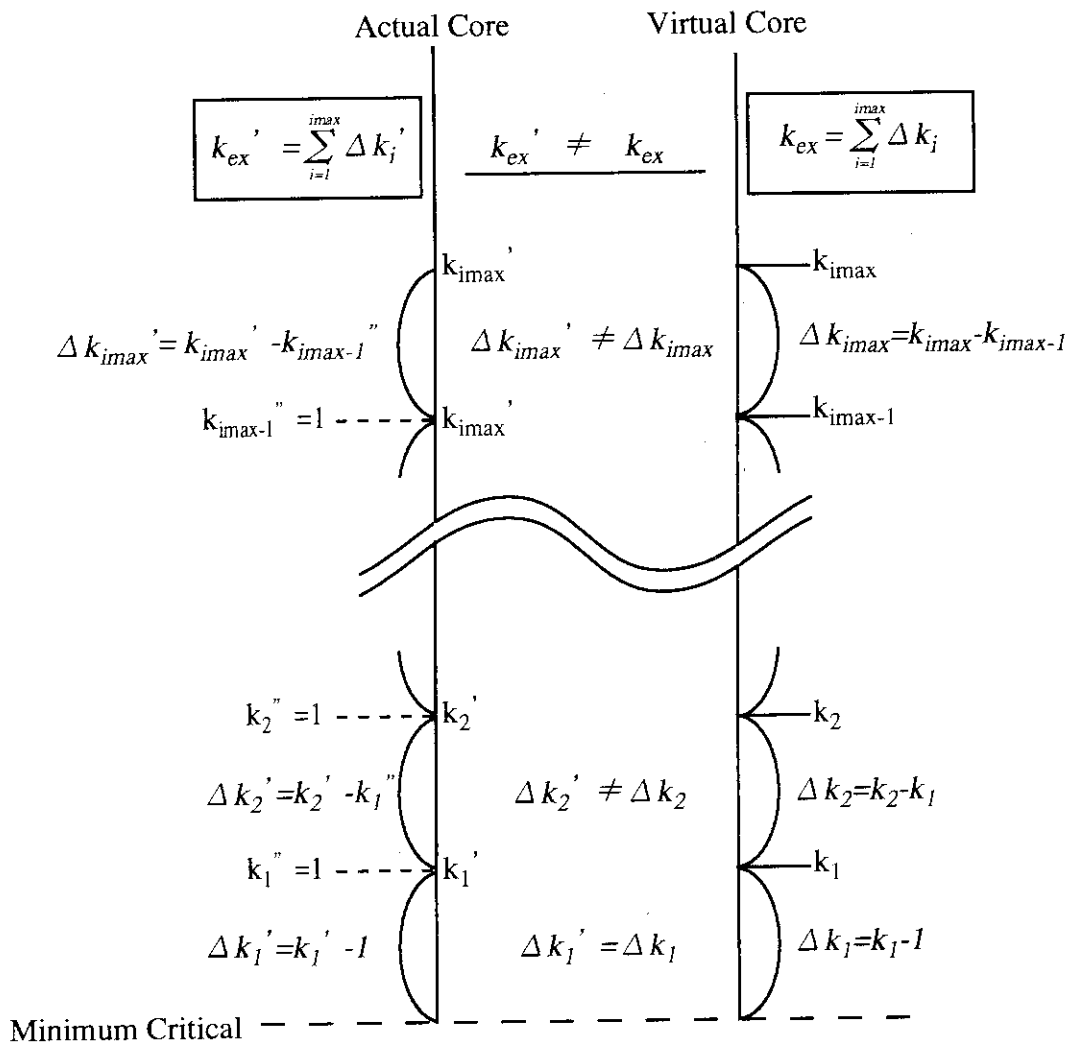 Actual Core Virtual Core
k_ex' = Σ_{i=1}^{imax} Δk_i' k_ex' ≠ k_ex k_ex = Σ_{i=1}^{imax} Δk_i
k_imax' k_imax
Δk_imax' = k_imax' - k_imax-1" Δk_imax' ≠ Δk_imax Δk_imax = k_imax - k_imax-1
k_imax-1" = 1 k_imax' k_imax-1
k_2" = 1 k_2' k_2
Δk_2' = k_2' - k_1" Δk_2' ≠ Δk_2 Δk_2 = k_2 - k_1
k_1" = 1 k_1' k_1
Δk_1' = k_1' - 1 Δk_1' = Δk_1 Δk_1 = k_1 - 1
Minimum Critical